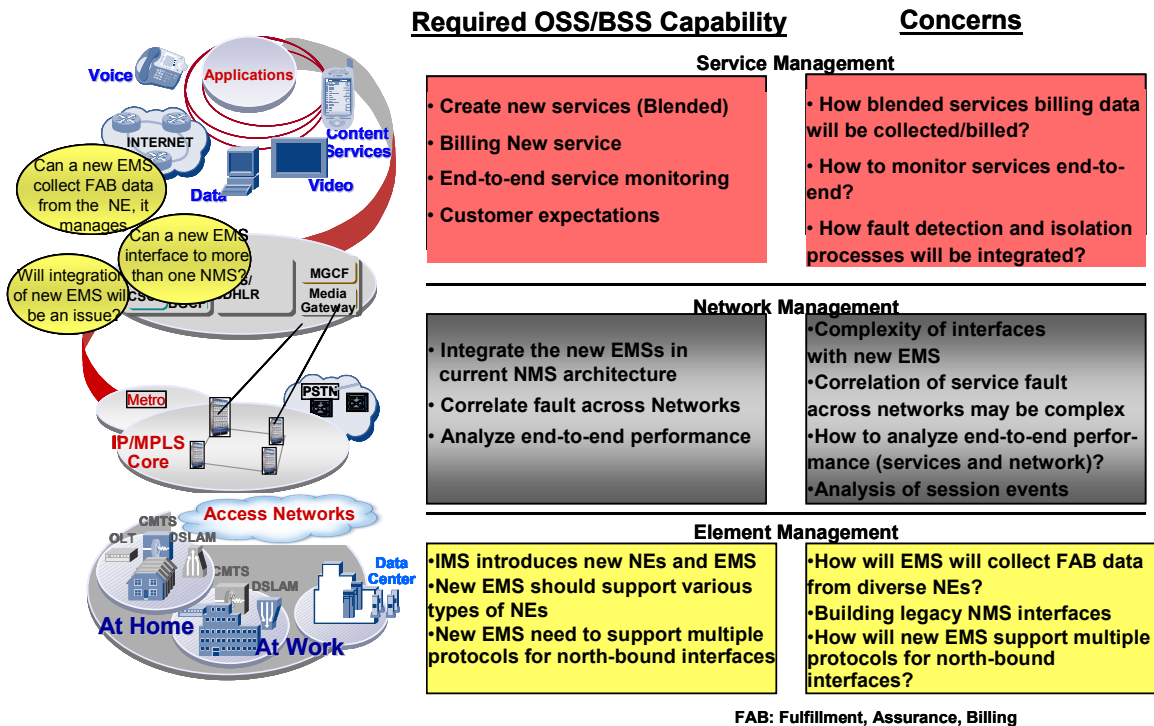 Required OSS/BSS Capability
Concerns
Service Management
• Create new services (Blended)
• Billing New service
• End-to-end service monitoring
• Customer expectations
• How blended services billing data
will be collected/billed?
• How to monitor services end-to-
end?
• How fault detection and isolation
processes will be integrated?
Network Management
• Integrate the new EMSs in
current NMS architecture
• Correlate fault across Networks
• Analyze end-to-end performance
•Complexity of interfaces
with new EMS
•Correlation of service fault
across networks may be complex
•How to analyze end-to-end perfor-
mance (services and network)?
•Analysis of session events
Element Management
•IMS introduces new NEs and EMS
•New EMS should support various
types of NEs
•New EMS need to support multiple
protocols for north-bound interfaces
•How will EMS will collect FAB data
from diverse NEs?
•Building legacy NMS interfaces
•How will new EMS support multiple
protocols for north-bound
interfaces?
FAB: Fulfillment, Assurance, Billing
Voice
Applications
INTERNET
Content
Services
Video
Data
Can a new EMS
collect FAB data
from the NE, it
manages
Can a new EMS
interface to more
than one NMS?
Will integration
of new EMS will
be an issue?
DHLR
MGCF
Media
Gateway
Metro
PSTN
IP/MPLS
Core
Access Networks
CMTS
OLT
DSLAM
CMTS
DSLAM
Data
Center
At Home
At Work